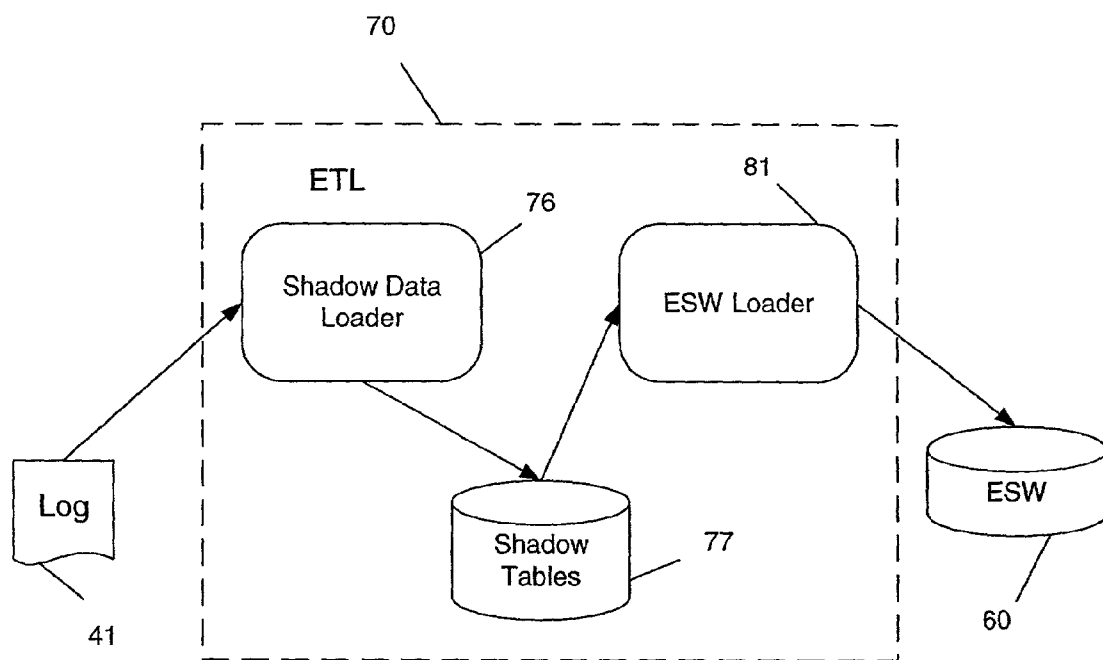 70
ETL
76
81
Shadow Data
Loader
ESW Loader
Log
41
Shadow
Tables
77
ESW
60